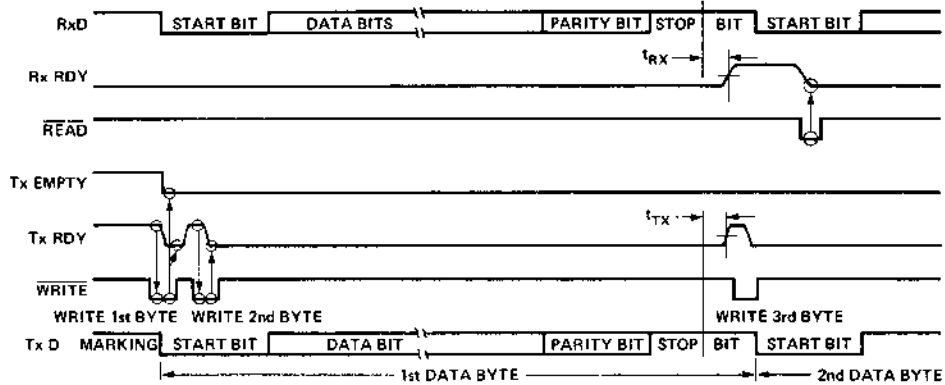 RxD START BIT DATA BITS PARITY BIT STOP BIT START BIT
tRX
Rx RDY
READ
Tx EMPTY
tTX
Tx RDY
WRITE
WRITE 1st BYTE WRITE 2nd BYTE WRITE 3rd BYTE
Tx D MARKING START BIT DATA BIT PARITY BIT STOP BIT START BIT
1st DATA BYTE 2nd DATA BYTE